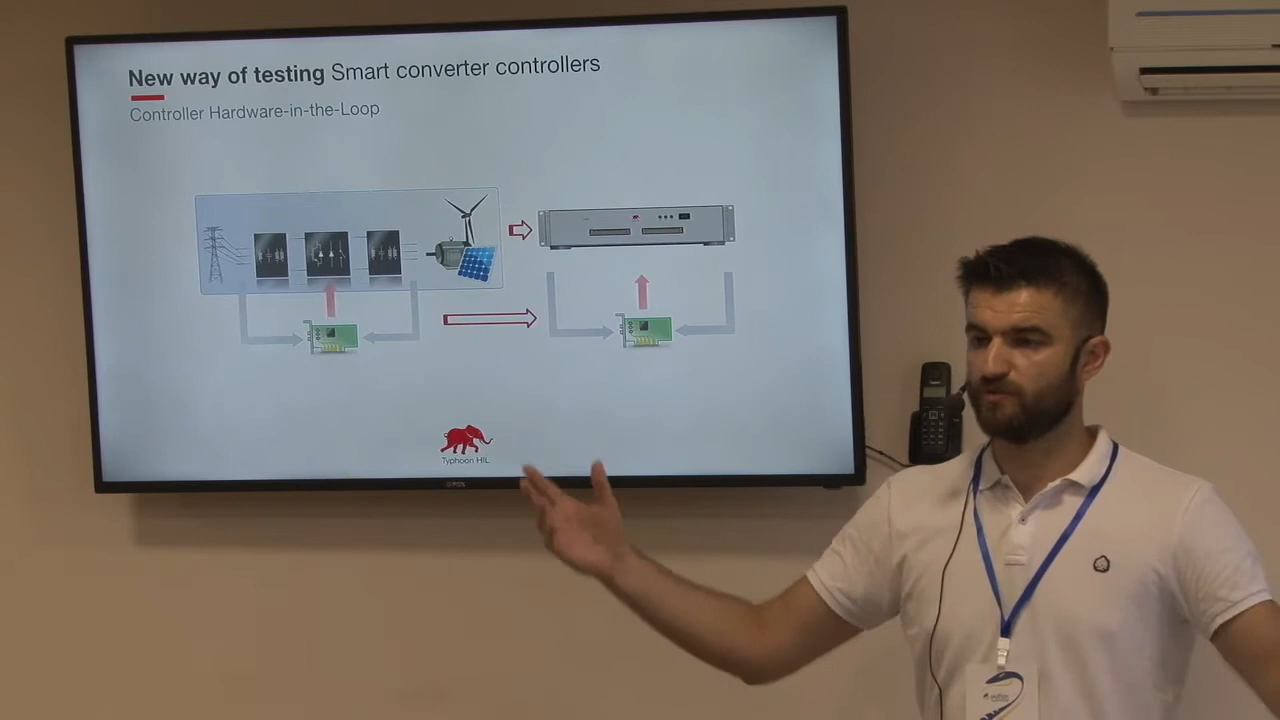 New way of testing Smart converter controllers
Controller Hardware-in-the-Loop
Typhoon HIL